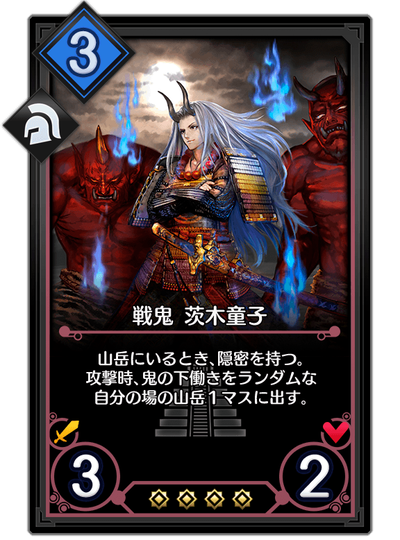 3
戦鬼 茨木童子
山岳にいるとき、隠密を持つ。
攻撃時、鬼の下働きをランダムな
自分の場の山岳1マスに出す。
3
2